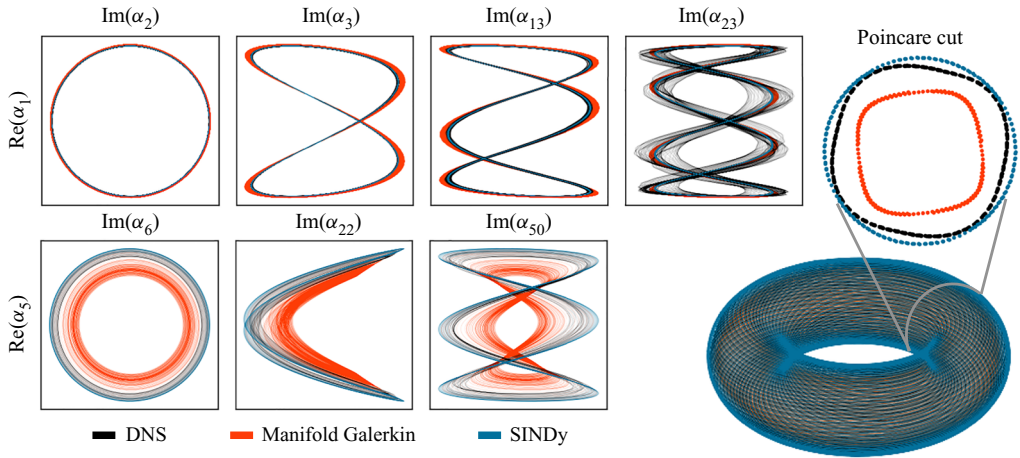 Im(α₂) Im(α₃) Im(α₁₃) Im(α₂₃)
Poincare cut
Re(α₁)
Im(α₆) Im(α₂₂) Im(α₅₀)
Re(α₅)
DNS Manifold Galerkin SINDy